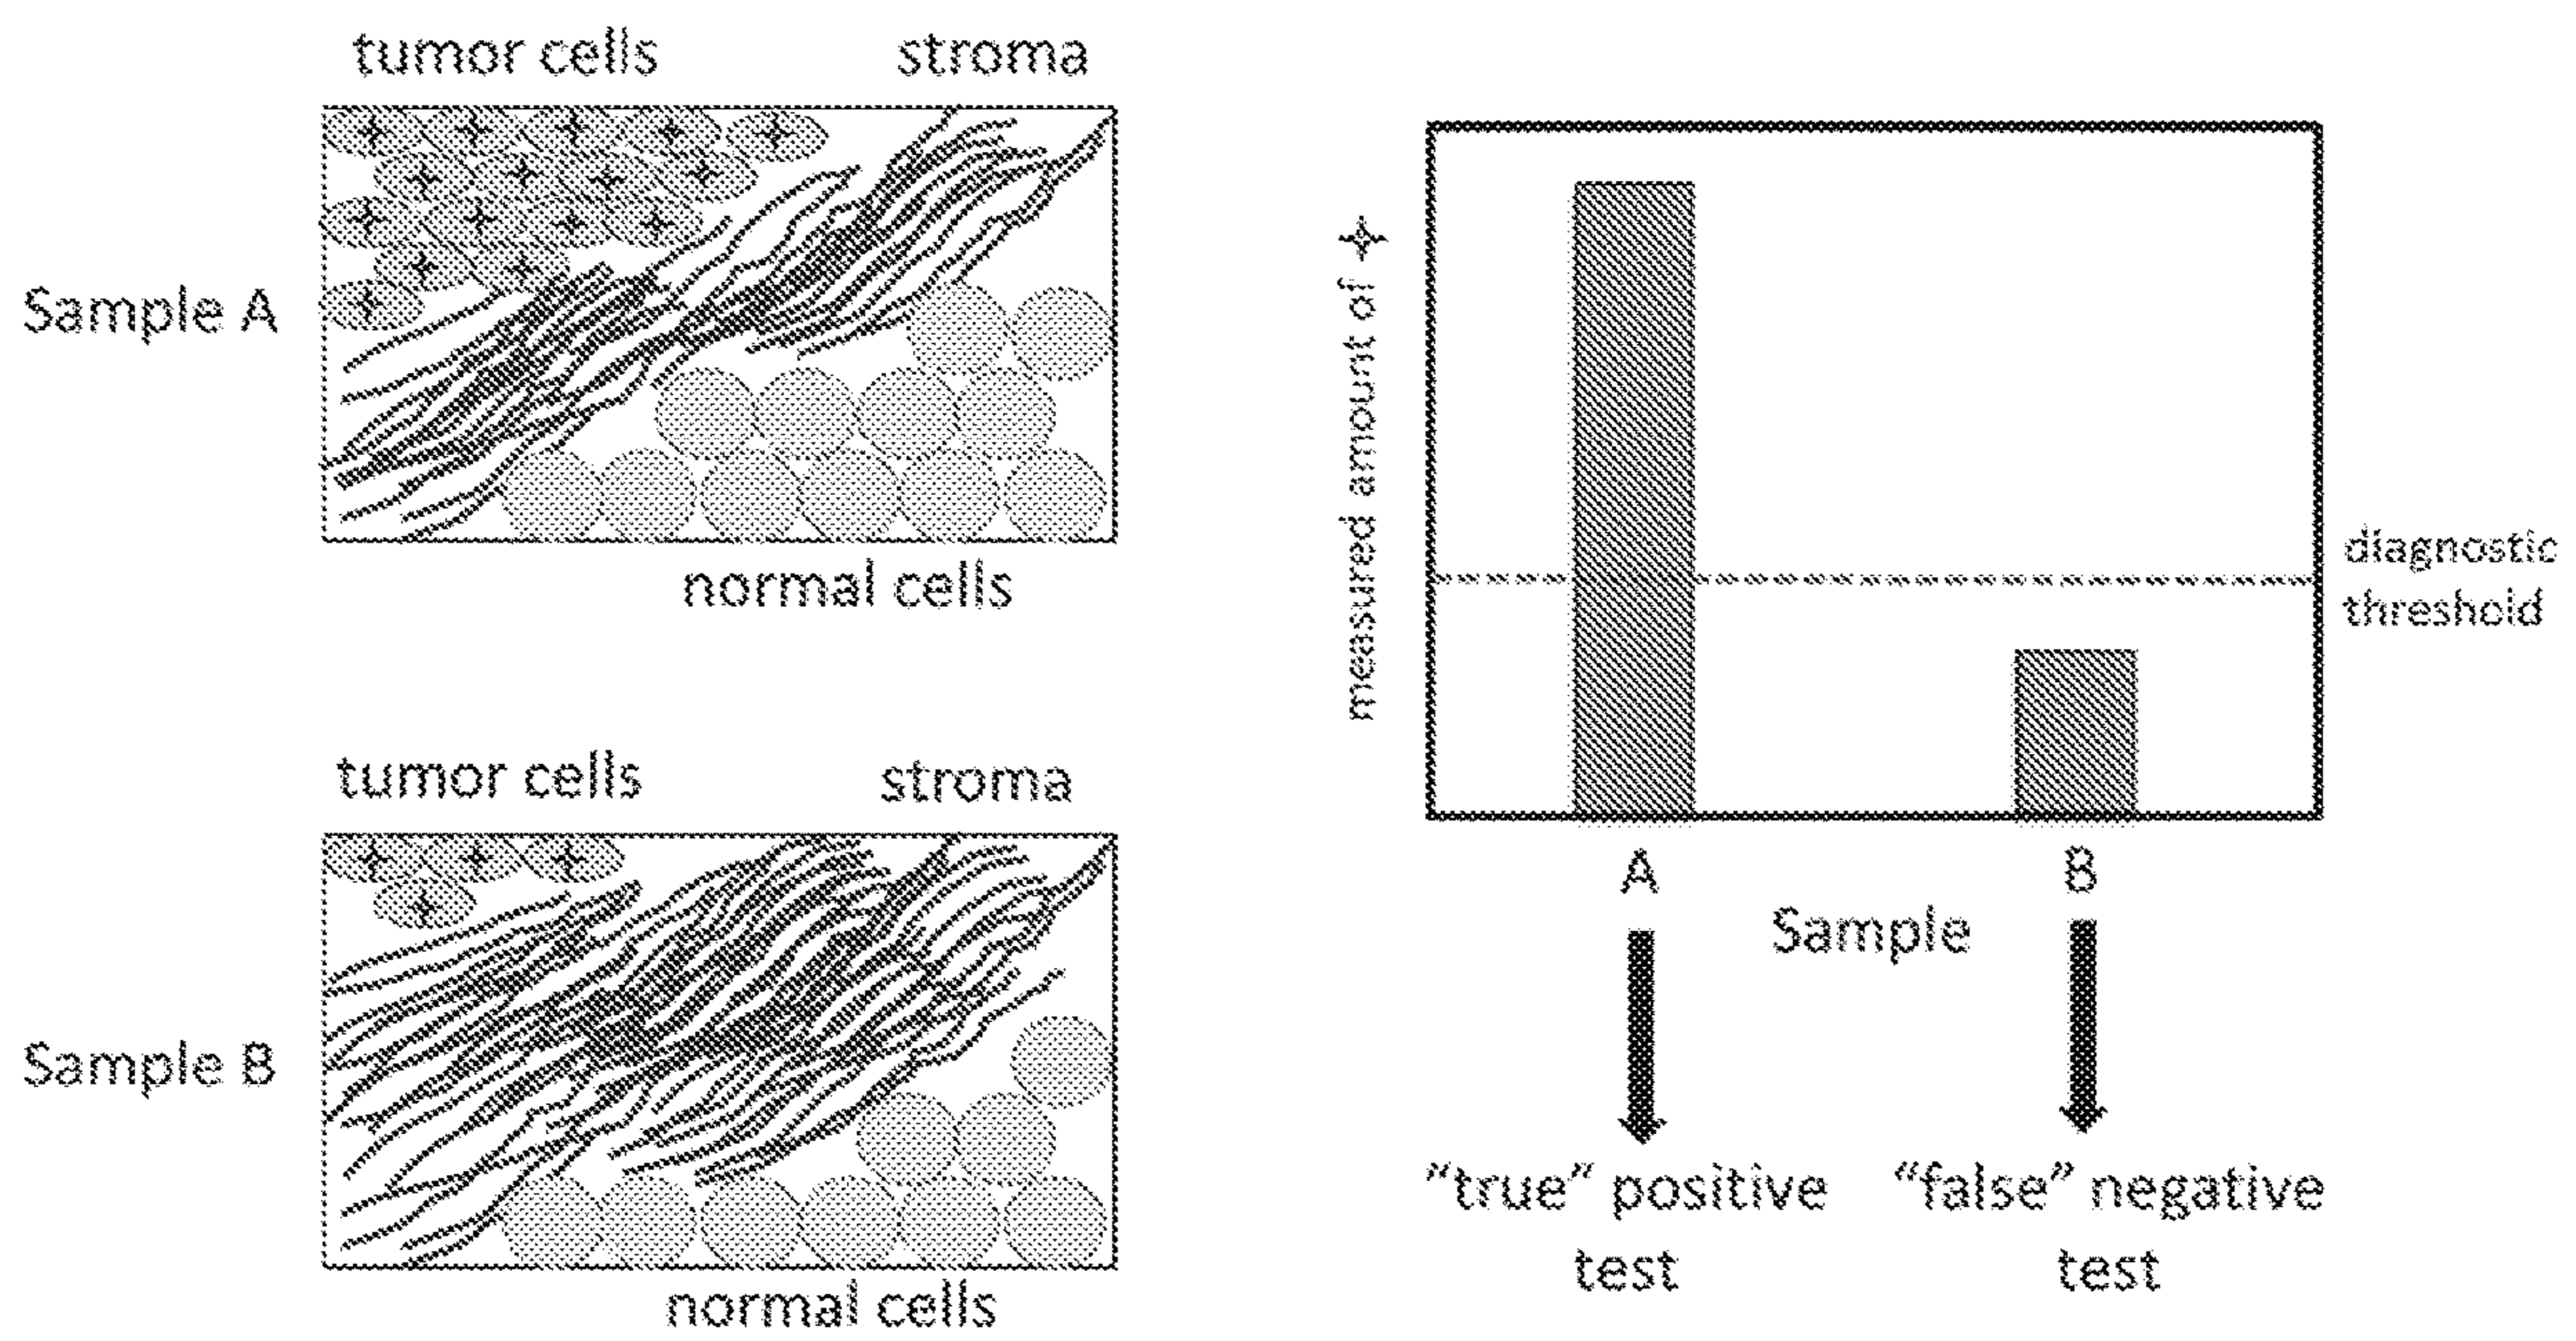 tumor cells
stroma
Sample A
normal cells
tumor cells
stroma
Sample B
normal cells
measured amount of
diagnostic
threshold
A
B
Sample
"true" positive
test
"false" negative
test